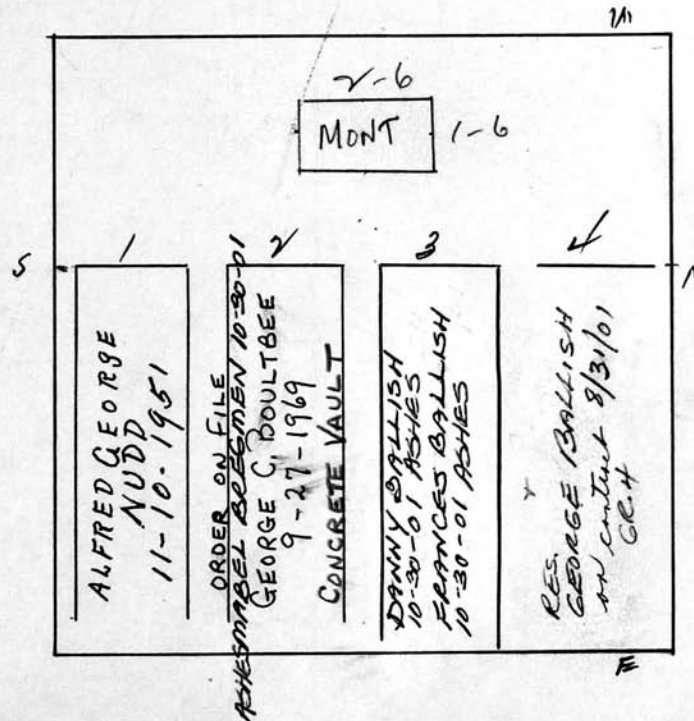 W
2-6
MONT
1-6
S
N
1
2
3
4
ALFRED GEORGE
NUDD
11-10-1951
ORDER ON FILE
ASHES MABEL BREGMEN 10-30-01
GEORGE C. DOULTBEE
9-27-1969
CONCRETE VAULT
DANNY BALLISH
10-30-01 ASHES
FRANCES BALLISH
10-30-01 ASHES
RES.
GEORGE BALLISH
on contract 8/31/01
GR.4
E